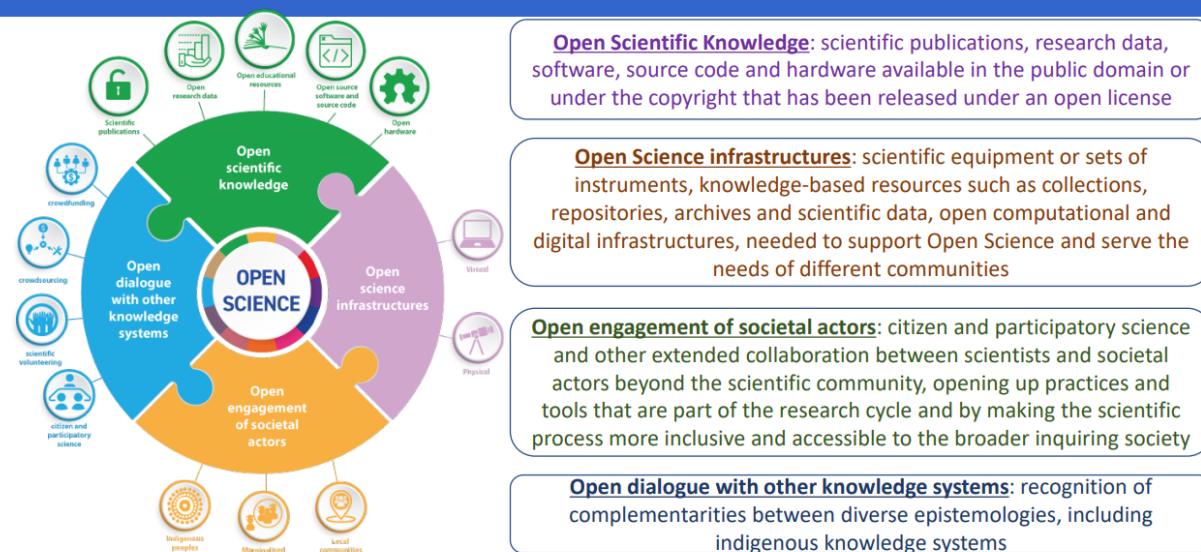 Open educational
resources
Open
research data
Open source
software and
source code
Scientific
publications
Open
hardware
Open
scientific
knowledge
crowdfunding
crowdsourcing
scientific
volunteering
citizen and
participatory
science
Open
dialogue
with other
knowledge
systems
OPEN
SCIENCE
Open
science
infrastructures
Virtual
Physical
Open
engagement
of societal
actors
Indigenous
peoples
Marginalised
Local
communities
Open Scientific Knowledge: scientific publications, research data,
software, source code and hardware available in the public domain or
under the copyright that has been released under an open license
Open Science infrastructures: scientific equipment or sets of
instruments, knowledge-based resources such as collections,
repositories, archives and scientific data, open computational and
digital infrastructures, needed to support Open Science and serve the
needs of different communities
Open engagement of societal actors: citizen and participatory science
and other extended collaboration between scientists and societal
actors beyond the scientific community, opening up practices and
tools that are part of the research cycle and by making the scientific
process more inclusive and accessible to the broader inquiring society
Open dialogue with other knowledge systems: recognition of
complementarities between diverse epistemologies, including
indigenous knowledge systems